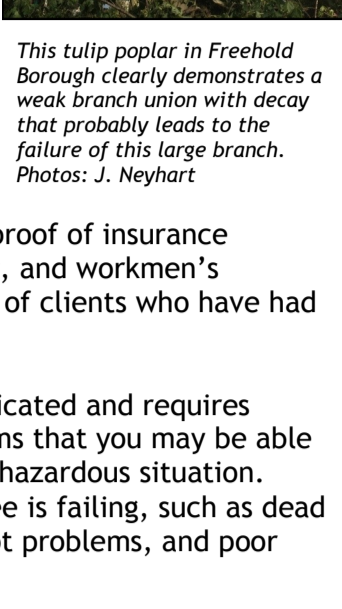 This tulip poplar in Freehold
Borough clearly demonstrates a
weak branch union with decay
that probably leads to the
failure of this large branch.
Photos: J. Neyhart
proof of insurance
, and workmen’s
of clients who have had
icated and requires
ms that you may be able
hazardous situation.
e is failing, such as dead
ot problems, and poor